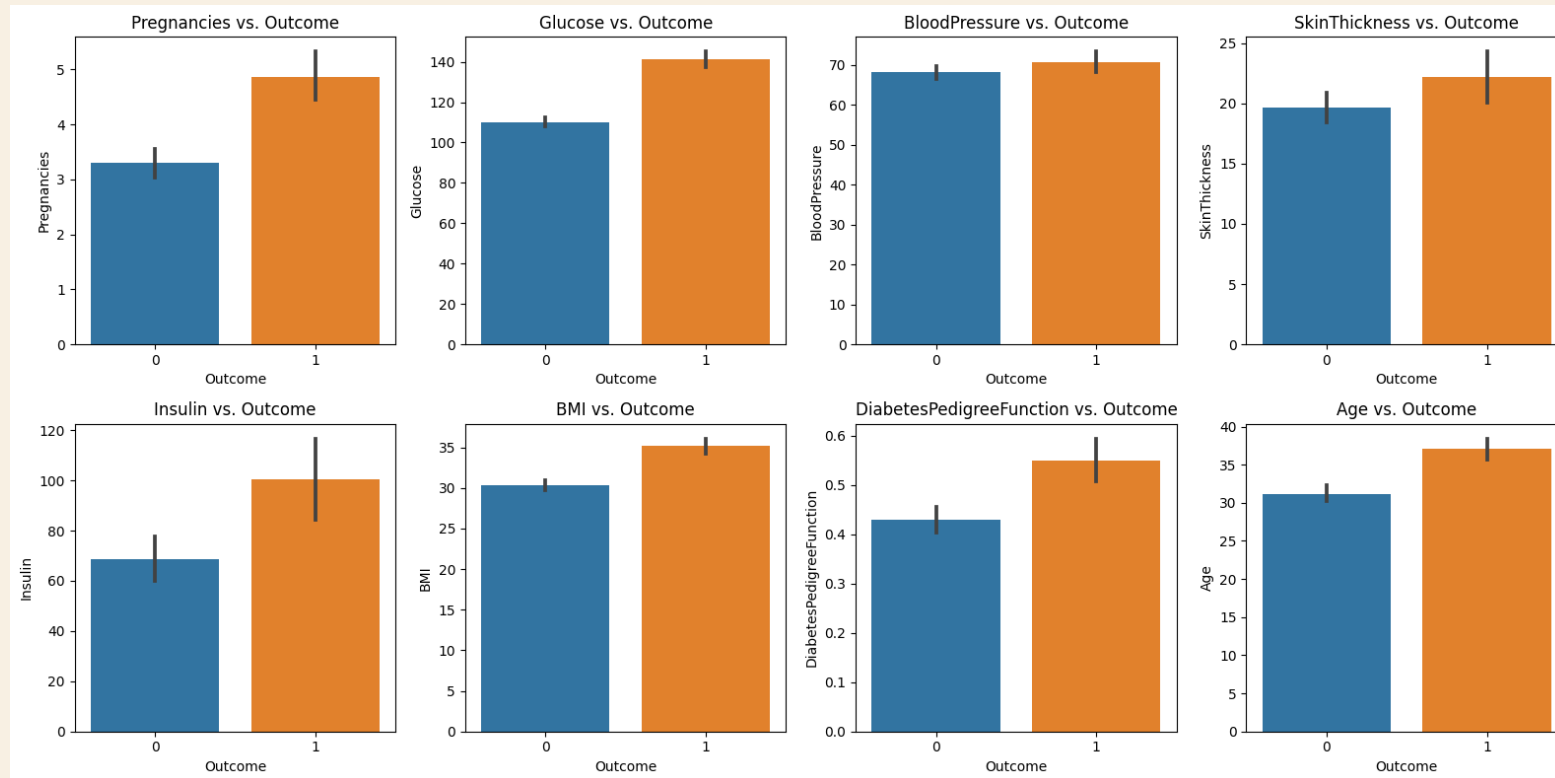 Pregnancies vs. Outcome
5
4
3
2
1
0
Pregnancies
0 1
Outcome
Glucose vs. Outcome
140
120
100
80
60
40
20
0
Glucose
0 1
Outcome
BloodPressure vs. Outcome
70
60
50
40
30
20
10
0
BloodPressure
0 1
Outcome
SkinThickness vs. Outcome
25
20
15
10
5
0
SkinThickness
0 1
Outcome
Insulin vs. Outcome
120
100
80
60
40
20
0
Insulin
0 1
Outcome
BMI vs. Outcome
35
30
25
20
15
10
5
0
BMI
0 1
Outcome
DiabetesPedigreeFunction vs. Outcome
0.6
0.5
0.4
0.3
0.2
0.1
0.0
DiabetesPedigreeFunction
0 1
Outcome
Age vs. Outcome
40
35
30
25
20
15
10
5
0
Age
0 1
Outcome